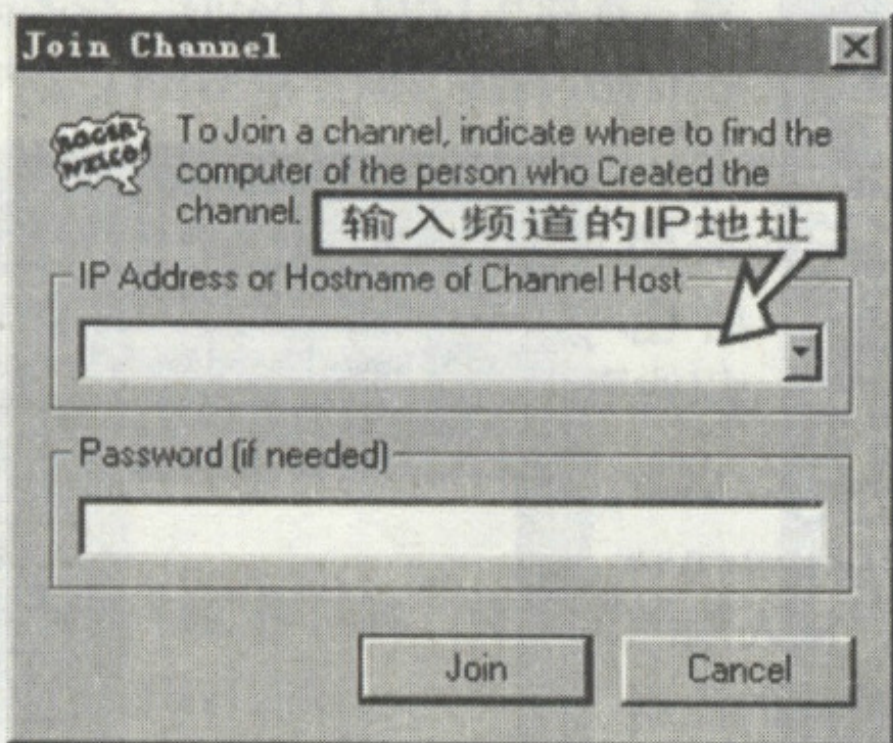 Join Channel
ROGER
WILCO!
To Join a channel, indicate where to find the
computer of the person who Created the
channel.
输入频道的IP地址
IP Address or Hostname of Channel Host
Password (if needed)
Join
Cancel